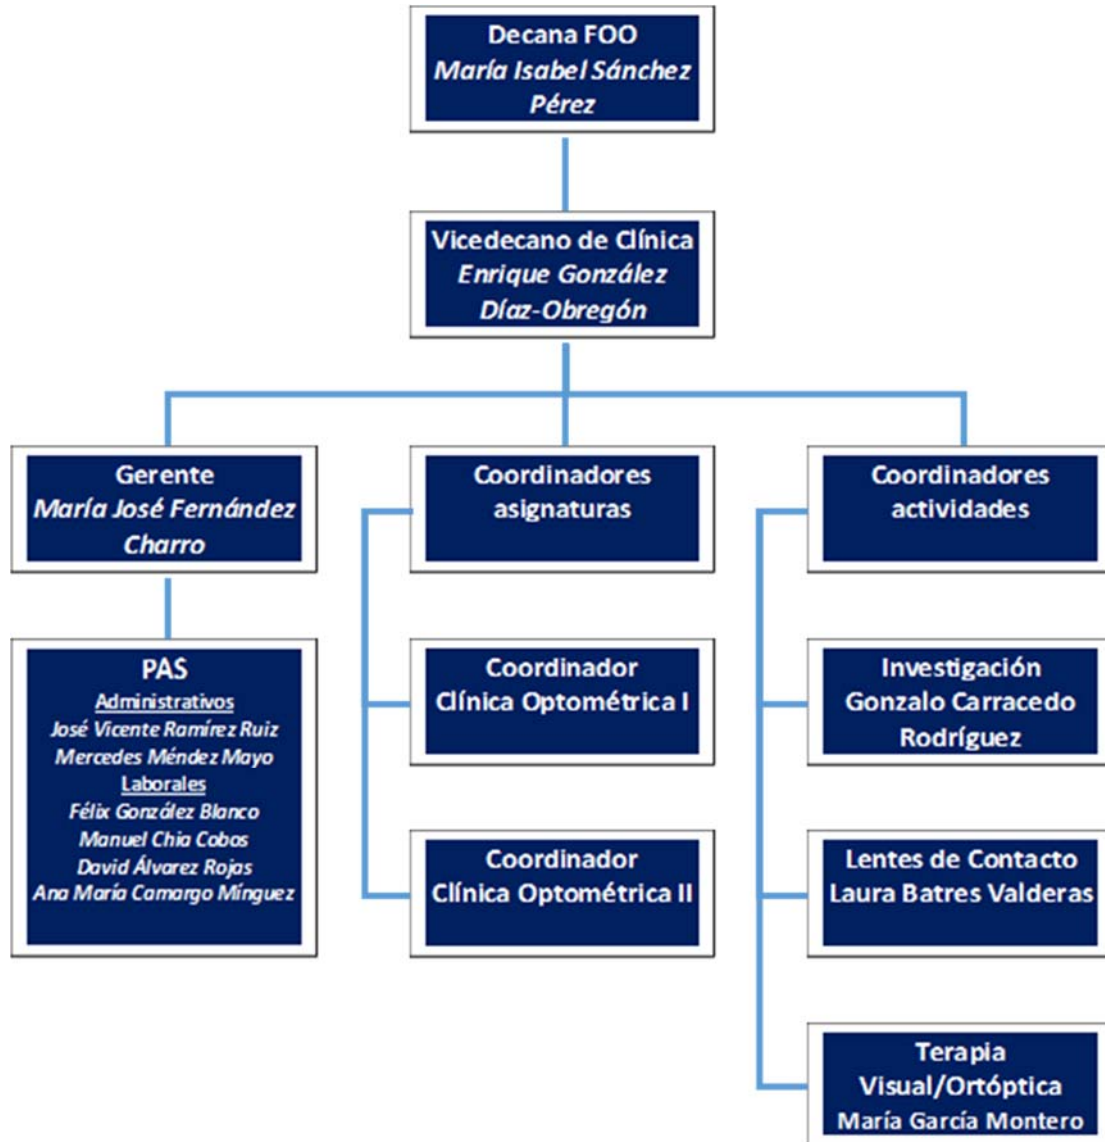 Decana FOO
María Isabel Sánchez
Pérez
Vicedecano de Clínica
Enrique González
Díaz-Obregón
Gerente
María José Fernández
Charro
Coordinadores
asignaturas
Coordinadores
actividades
PAS
Administrativos
José Vicente Ramírez Ruiz
Mercedes Méndez Mayo
Laborales
Félix González Blanco
Manuel Chia Cobos
David Álvarez Rojas
Ana María Camargo Mínguez
Coordinador
Clínica Optométrica I
Coordinador
Clínica Optométrica II
Investigación
Gonzalo Carracedo
Rodríguez
Lentes de Contacto
Laura Batres Valderas
Terapia
Visual/Ortóptica
María García Montero